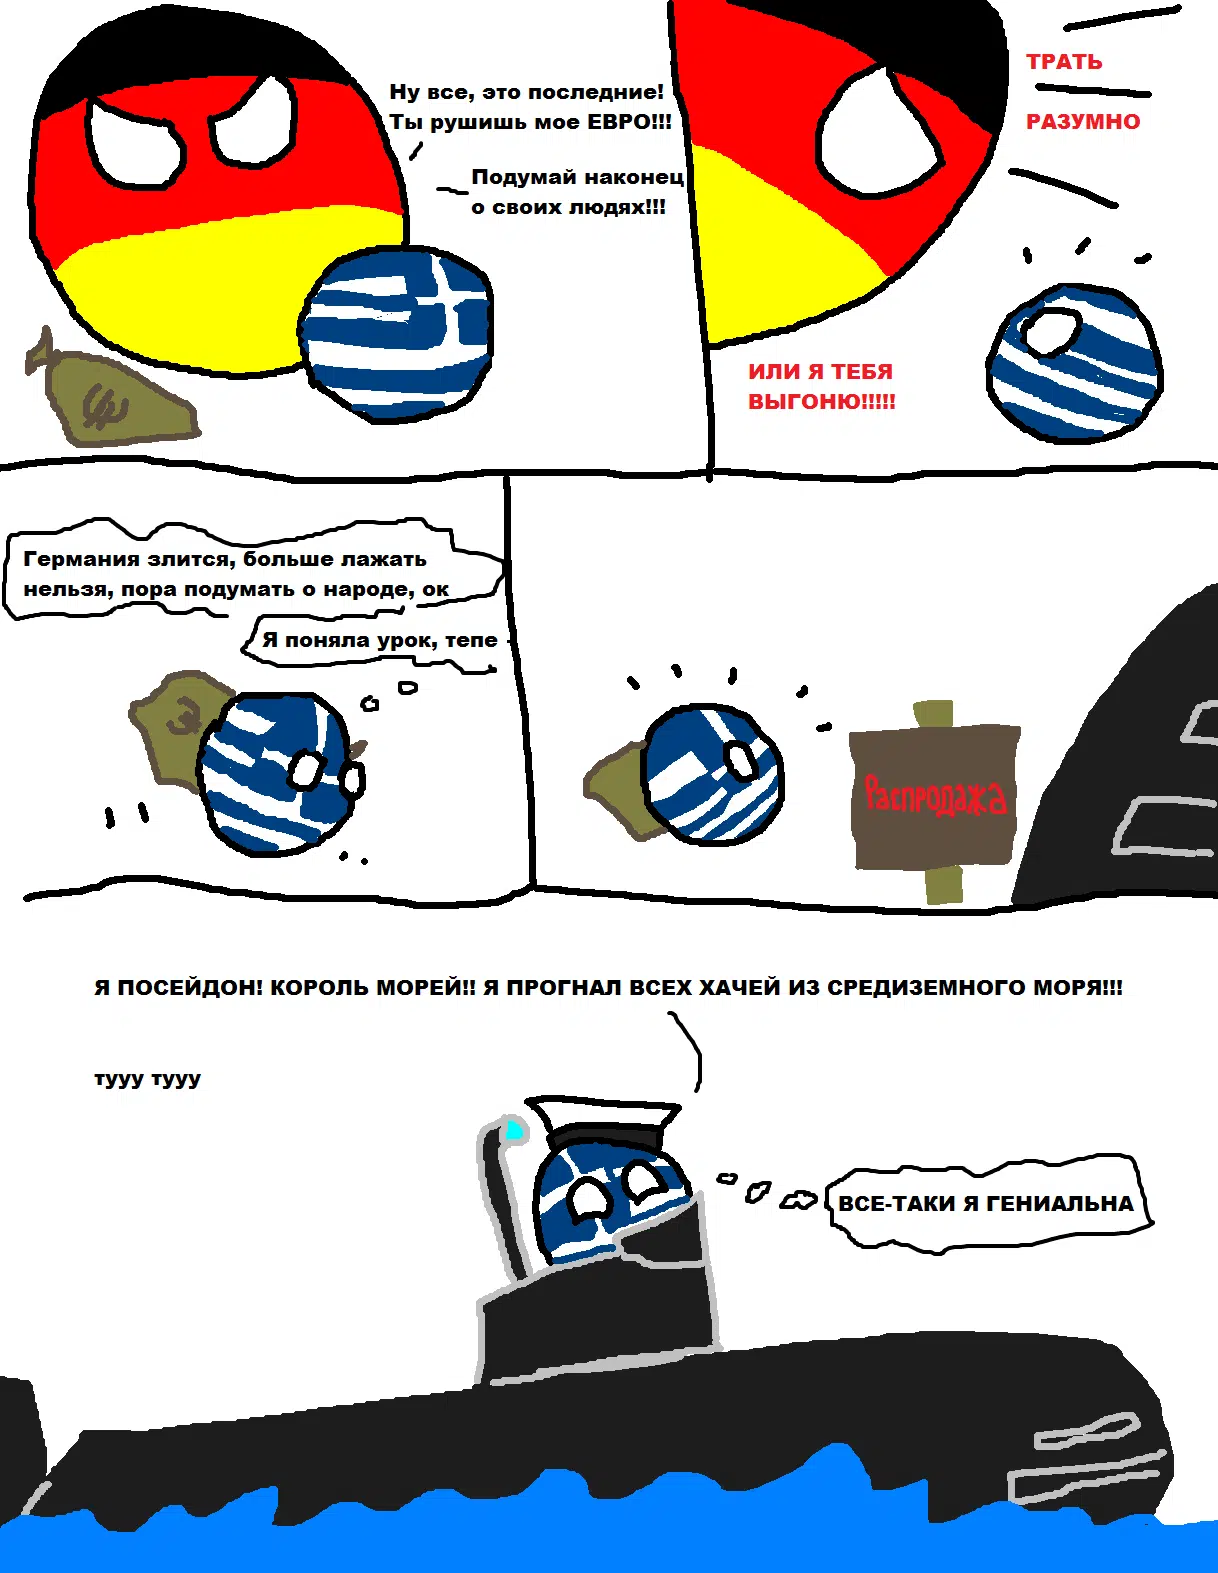 Ну все, это последние!
Ты рушишь мое ЕВРО!!!
Подумай наконец
о своих людях!!!
ТРАТЬ
РАЗУМНО
ИЛИ Я ТЕБЯ
ВЫГОНЮ!!!!!
Германия злится, больше лажать
нельзя, пора подумать о народе, ок
Я поняла урок, тепе -
Распродажа
Я ПОСЕЙДОН! КОРОЛЬ МОРЕЙ!! Я ПРОГНАЛ ВСЕХ ХАЧЕЙ ИЗ СРЕДИЗЕМНОГО МОРЯ!!!
тууу тууу
ВСЕ-ТАКИ Я ГЕНИАЛЬНА